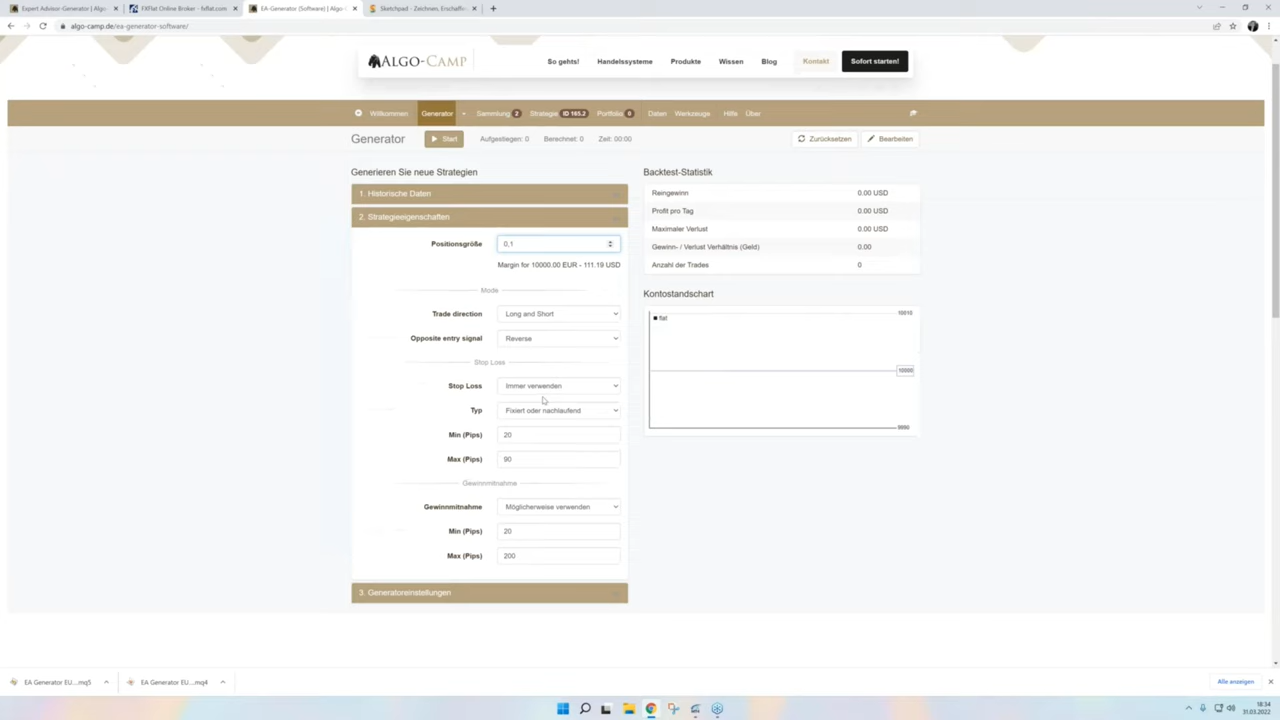 Expert Advisor-Generator | Algo-
FXFlat Online Broker - fxflat.com
EA-Generator (Software) | Algo-
Sketchpad - Zeichnen, Erschaffen
algo-camp.de/ea-generator-software/
ALGO-CAMP
So gehts!
Handelssysteme
Produkte
Wissen
Blog
Kontakt
Sofort starten!
Willkommen
Generator
Sammlung 2
Strategie ID 165.2
Portfolio 0
Daten
Werkzeuge
Hilfe
Über
Generator
Start
Aufgestiegen: 0
Berechnet: 0
Zeit: 00:00
Zurücksetzen
Bearbeiten
Generieren Sie neue Strategien
1. Historische Daten
2. Strategieeigenschaften
Positionsgröße 0,1
Margin for 10000.00 EUR - 111.19 USD
Mode
Trade direction Long and Short
Opposite entry signal Reverse
Stop Loss
Stop Loss Immer verwenden
Typ Fixiert oder nachlaufend
Min (Pips) 20
Max (Pips) 90
Gewinnmitnahme
Gewinnmitnahme Möglicherweise verwenden
Min (Pips) 20
Max (Pips) 200
3. Generatoreinstellungen
Backtest-Statistik
Reingewinn 0.00 USD
Profit pro Tag 0.00 USD
Maximaler Verlust 0.00 USD
Gewinn- / Verlust Verhältnis (Geld) 0.00
Anzahl der Trades 0
Kontostandschart
flat
10010
10000
9990
EA Generator EU....mq5
EA Generator EU....mq4
Alle anzeigen
18:34
31.03.2022